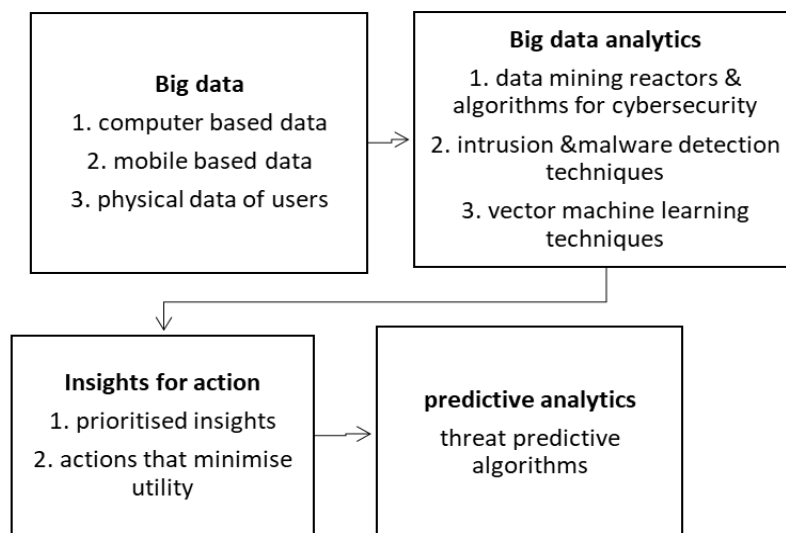 Big data
1. computer based data
2. mobile based data
3. physical data of users
Big data analytics
1. data mining reactors &
algorithms for cybersecurity
2. intrusion &malware detection
techniques
3. vector machine learning
techniques
Insights for action
1. prioritised insights
2. actions that minimise
utility
predictive analytics
threat predictive
algorithms